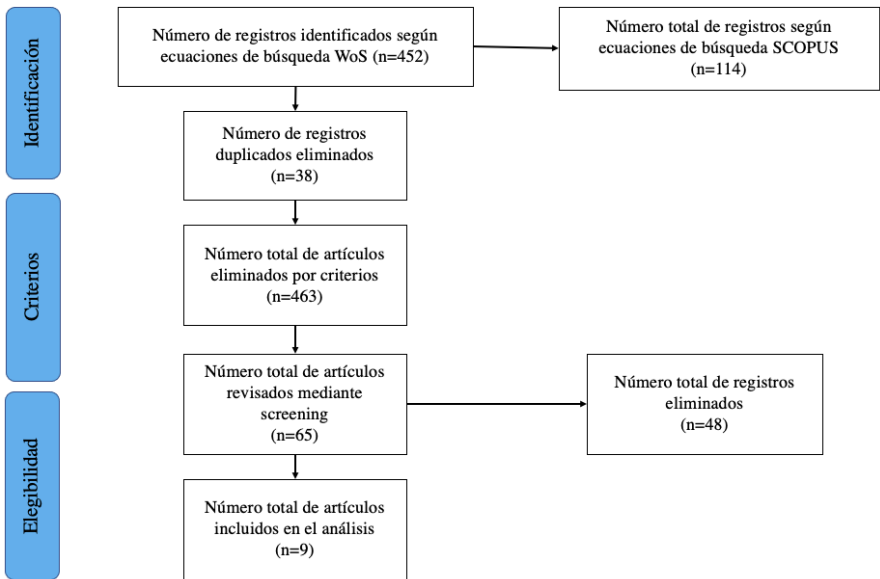 Identificación
Número de registros identificados según
ecuaciones de búsqueda WoS (n=452)
Número total de registros según
ecuaciones de búsqueda SCOPUS
(n=114)
Número de registros
duplicados eliminados
(n=38)
Criterios
Número total de artículos
eliminados por criterios
(n=463)
Número total de artículos
revisados mediante
screening
(n=65)
Número total de registros
eliminados
(n=48)
Elegibilidad
Número total de artículos
incluidos en el análisis
(n=9)